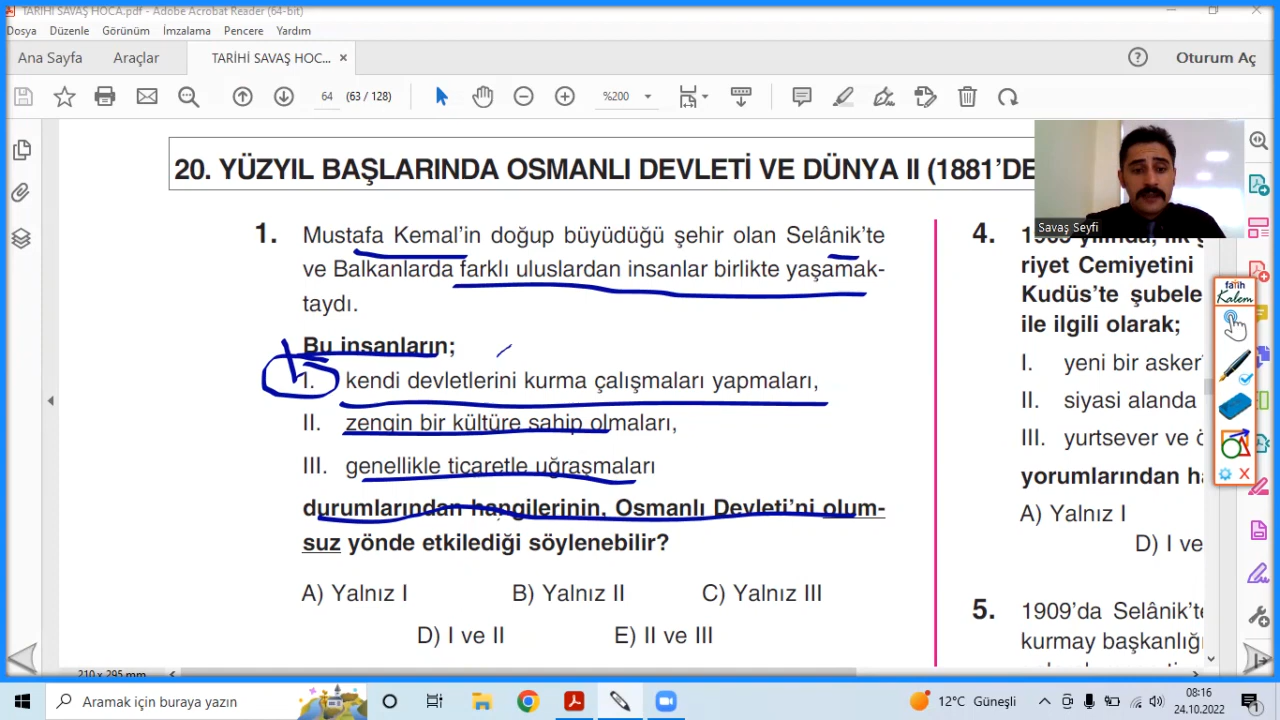 TARİHİ SAVAŞ HOCA.pdf - Adobe Acrobat Reader (64-bit)
Dosya Düzenle Görünüm İmzalama Pencere Yardım
Ana Sayfa Araçlar TARİHİ SAVAŞ HOC... × Oturum Aç
64 (63 / 128) %200
20. YÜZYIL BAŞLARINDA OSMANLI DEVLETİ VE DÜNYA II (1881'DE
Savaş Seyfi
1. Mustafa Kemal'in doğup büyüdüğü şehir olan Selânik'te
ve Balkanlarda farklı uluslardan insanlar birlikte yaşamak-
taydı.
Bu insanların;
I. kendi devletlerini kurma çalışmaları yapmaları,
II. zengin bir kültüre sahip olmaları,
III. genellikle ticaretle uğraşmaları
durumlarından hangilerinin, Osmanlı Devleti'ni olum-
suz yönde etkilediği söylenebilir?
A) Yalnız I B) Yalnız II C) Yalnız III
D) I ve II E) II ve III
4.
riyet Cemiyetini
Kudüs'te şubele
ile ilgili olarak;
I. yeni bir asker
II. siyasi alanda
III. yurtsever ve
yorumlarından ha
A) Yalnız I
D) I ve
5. 1909'da Selânik'te
kurmay başkanlığı
fatih
Kalem
210 x 295 mm
Aramak için buraya yazın
12°C Güneşli
08:16
24.10.2022
1